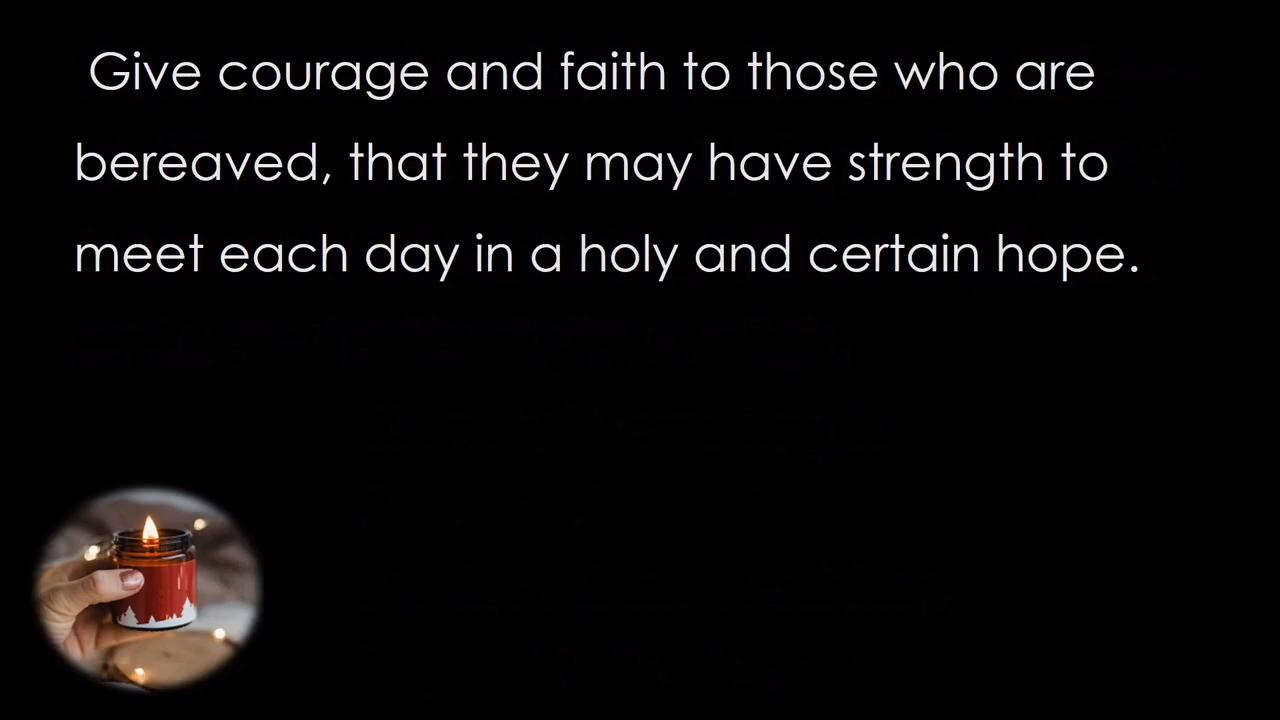 Give courage and faith to those who are
bereaved, that they may have strength to
meet each day in a holy and certain hope.